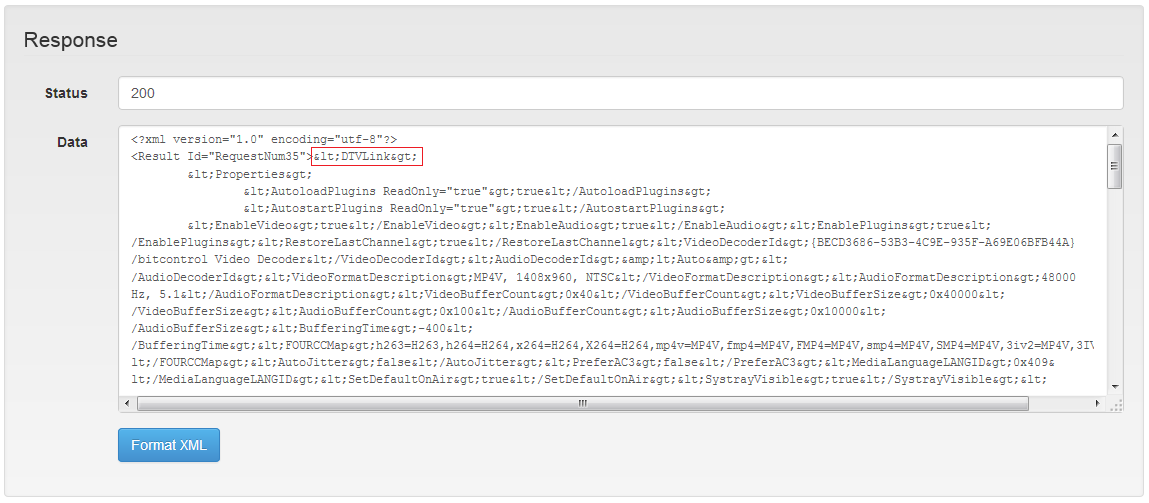 Response
Status
200
Data
<?xml version="1.0" encoding="utf-8"?>
<Result Id="RequestNum35">&lt;DTVLink&gt;
&lt;Properties&gt;
&lt;AutoloadPlugins ReadOnly="true"&gt;true&lt;/AutoloadPlugins&gt;
&lt;AutostartPlugins ReadOnly="true"&gt;true&lt;/AutostartPlugins&gt;
&lt;EnableVideo&gt;true&lt;/EnableVideo&gt;&lt;EnableAudio&gt;true&lt;/EnableAudio&gt;&lt;EnablePlugins&gt;true&lt;
/EnablePlugins&gt;&lt;RestoreLastChannel&gt;true&lt;/RestoreLastChannel&gt;&lt;VideoDecoderId&gt;{BECD3686-53B3-4C9E-935F-A69E06BFB44A}
/bitcontrol Video Decoder&lt;/VideoDecoderId&gt;&lt;AudioDecoderId&gt;&amp;lt;Auto&amp;gt;&lt;
/AudioDecoderId&gt;&lt;VideoFormatDescription&gt;MP4V, 1408x960, NTSC&lt;/VideoFormatDescription&gt;&lt;AudioFormatDescription&gt;48000
Hz, 5.1&lt;/AudioFormatDescription&gt;&lt;VideoBufferCount&gt;0x40&lt;/VideoBufferCount&gt;&lt;VideoBufferSize&gt;0x40000&lt;
/VideoBufferSize&gt;&lt;AudioBufferCount&gt;0x100&lt;/AudioBufferCount&gt;&lt;AudioBufferSize&gt;0x10000&lt;
/AudioBufferSize&gt;&lt;BufferingTime&gt;-400&lt;
/BufferingTime&gt;&lt;FOURCCMap&gt;h263=H263,h264=H264,x264=H264,X264=H264,mp4v=MP4V,fmp4=MP4V,FMP4=MP4V,smp4=MP4V,SMP4=MP4V,3iv2=MP4V,3IV
lt;/FOURCCMap&gt;&lt;AutoJitter&gt;false&lt;/AutoJitter&gt;&lt;PreferAC3&gt;false&lt;/PreferAC3&gt;&lt;MediaLanguageLANGID&gt;0x409&
lt;/MediaLanguageLANGID&gt;&lt;SetDefaultOnAir&gt;true&lt;/SetDefaultOnAir&gt;&lt;SystrayVisible&gt;true&lt;/SystrayVisible&gt;&lt;
Format XML